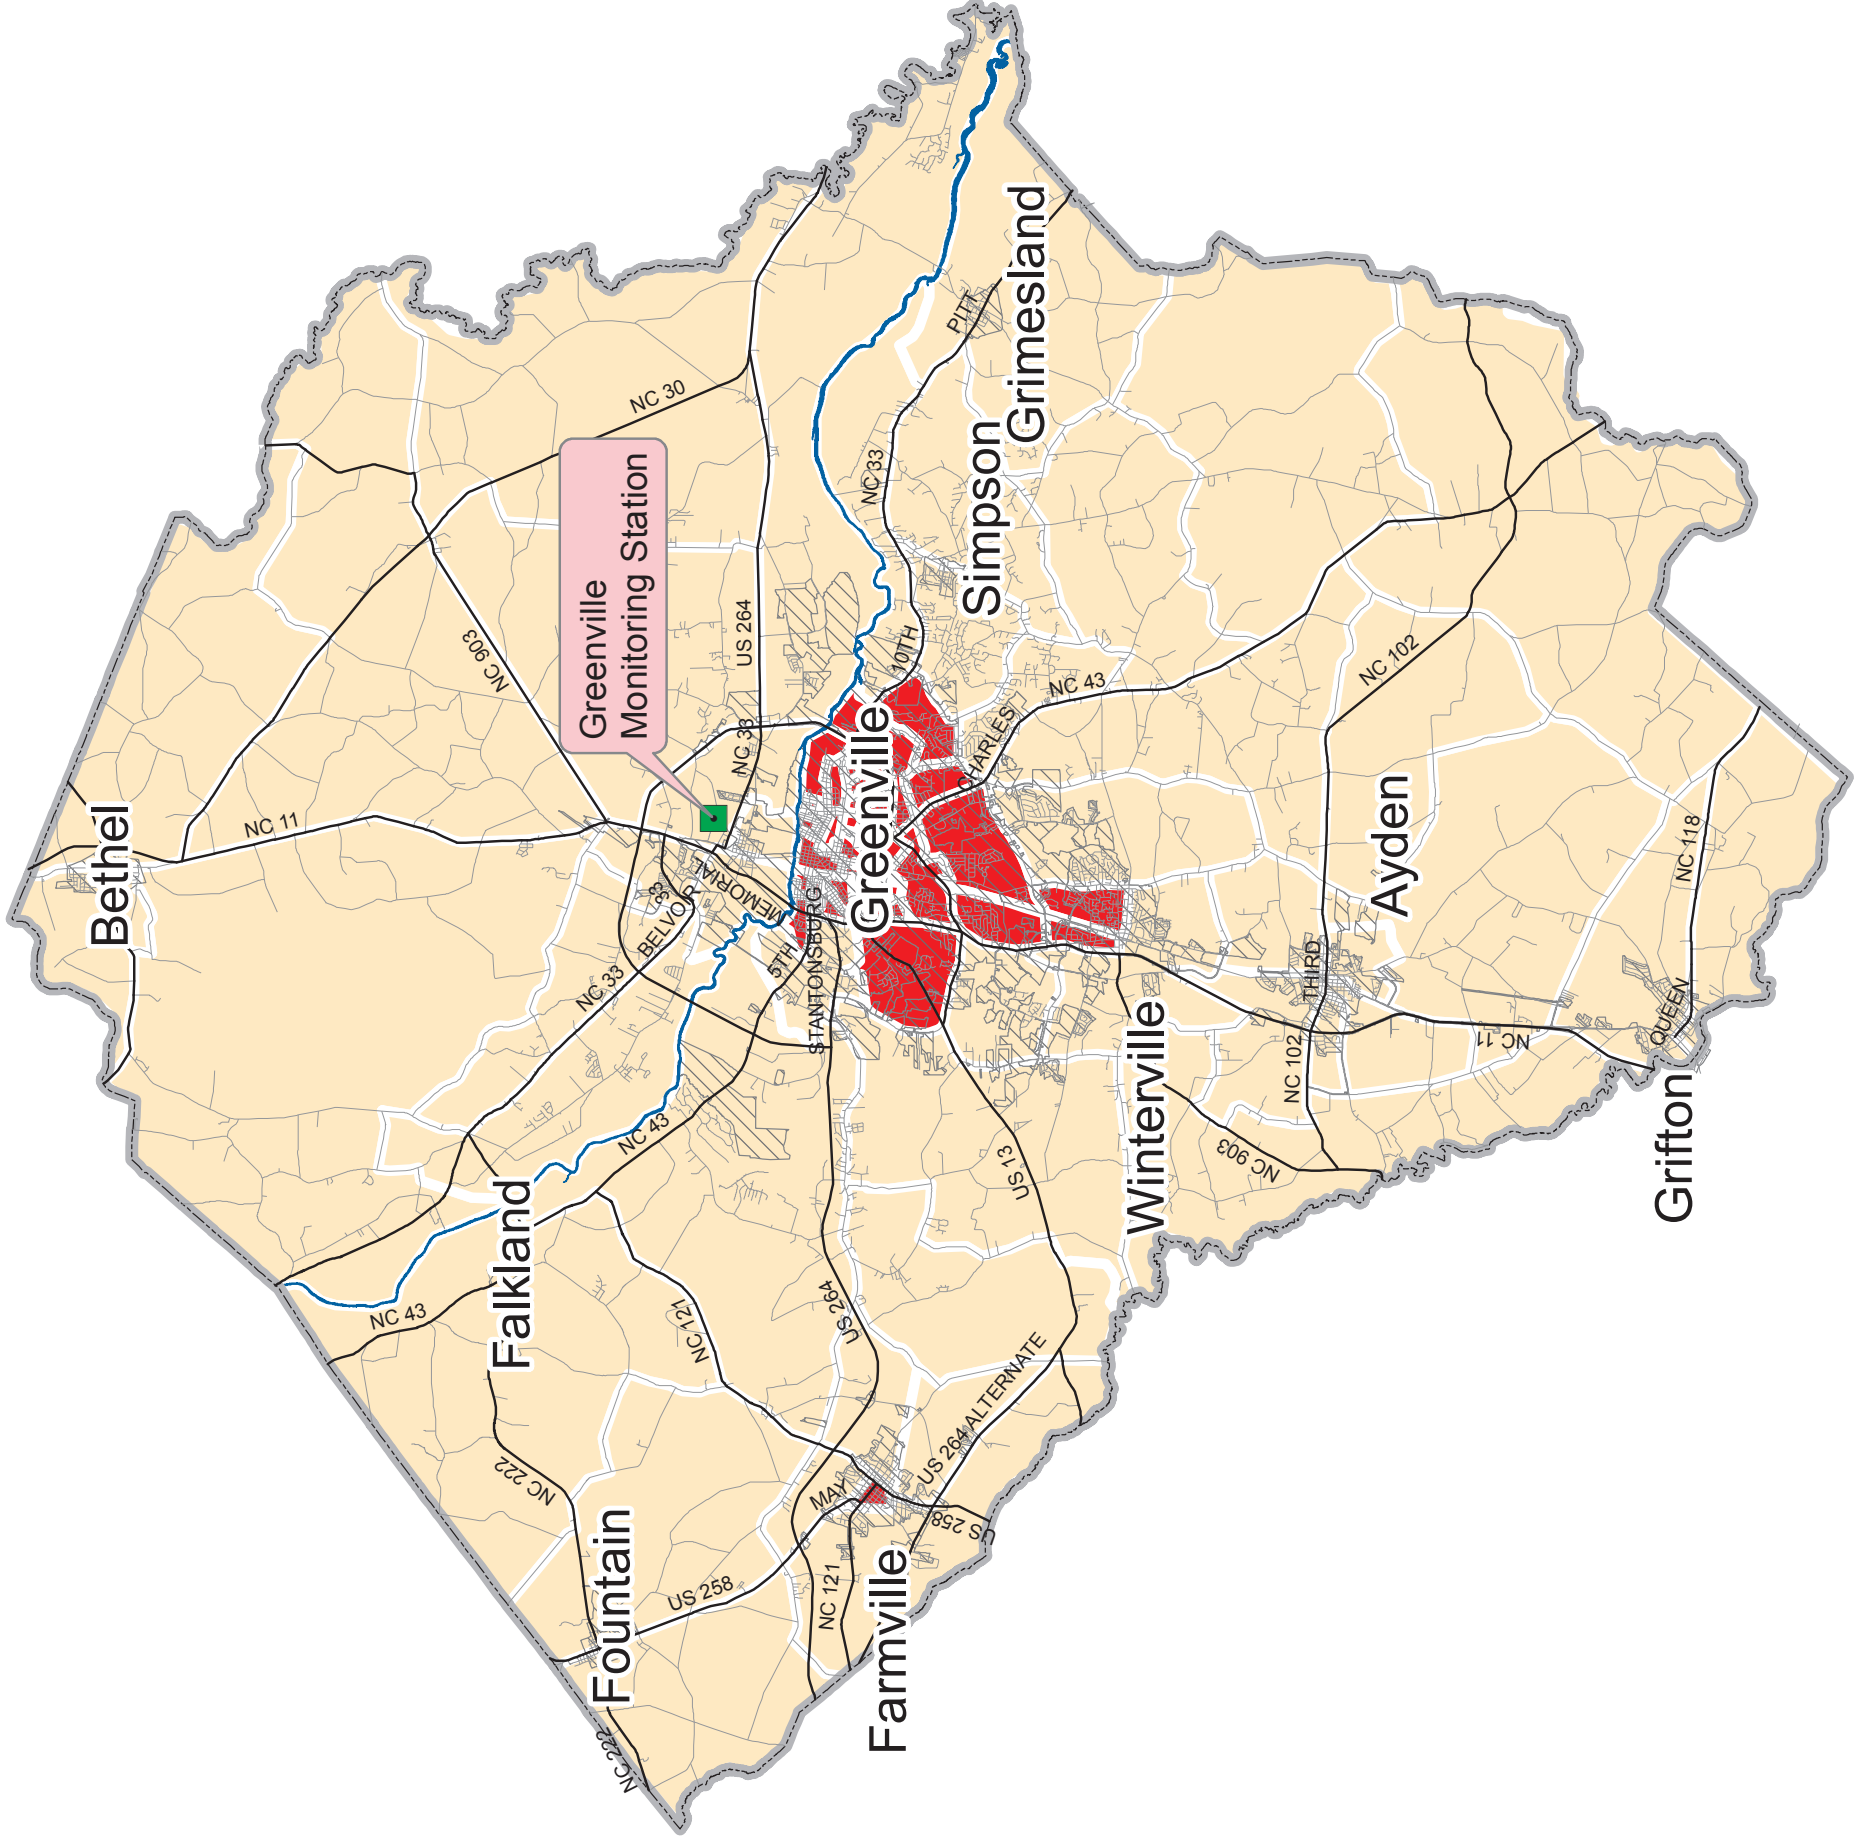 Bethel
NC 11
NC 903
NC 30
Greenville
Monitoring Station
US 264
NC 33
33
BELVOIR
MEMORIAL
NC 33
5TH
STANTONSBURG
NC 43
NC 43
Falkland
NC 121
NC 222
Fountain
NC 222
US 258
NC 121
MAY
Farmville
US 258
US 264 ALTERNATE
US 264
US 13
Greenville
10TH
NC 33
PITT
Grimesland
Simpson
CHARLES
NC 43
NC 102
Winterville
NC 903
NC 102
THIRD
Ayden
NC 11
NC 118
QUEEN
Grifton